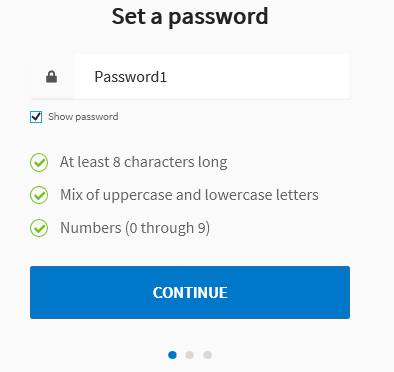 Set a password
Password1
Show password
At least 8 characters long
Mix of uppercase and lowercase letters
Numbers (0 through 9)
CONTINUE